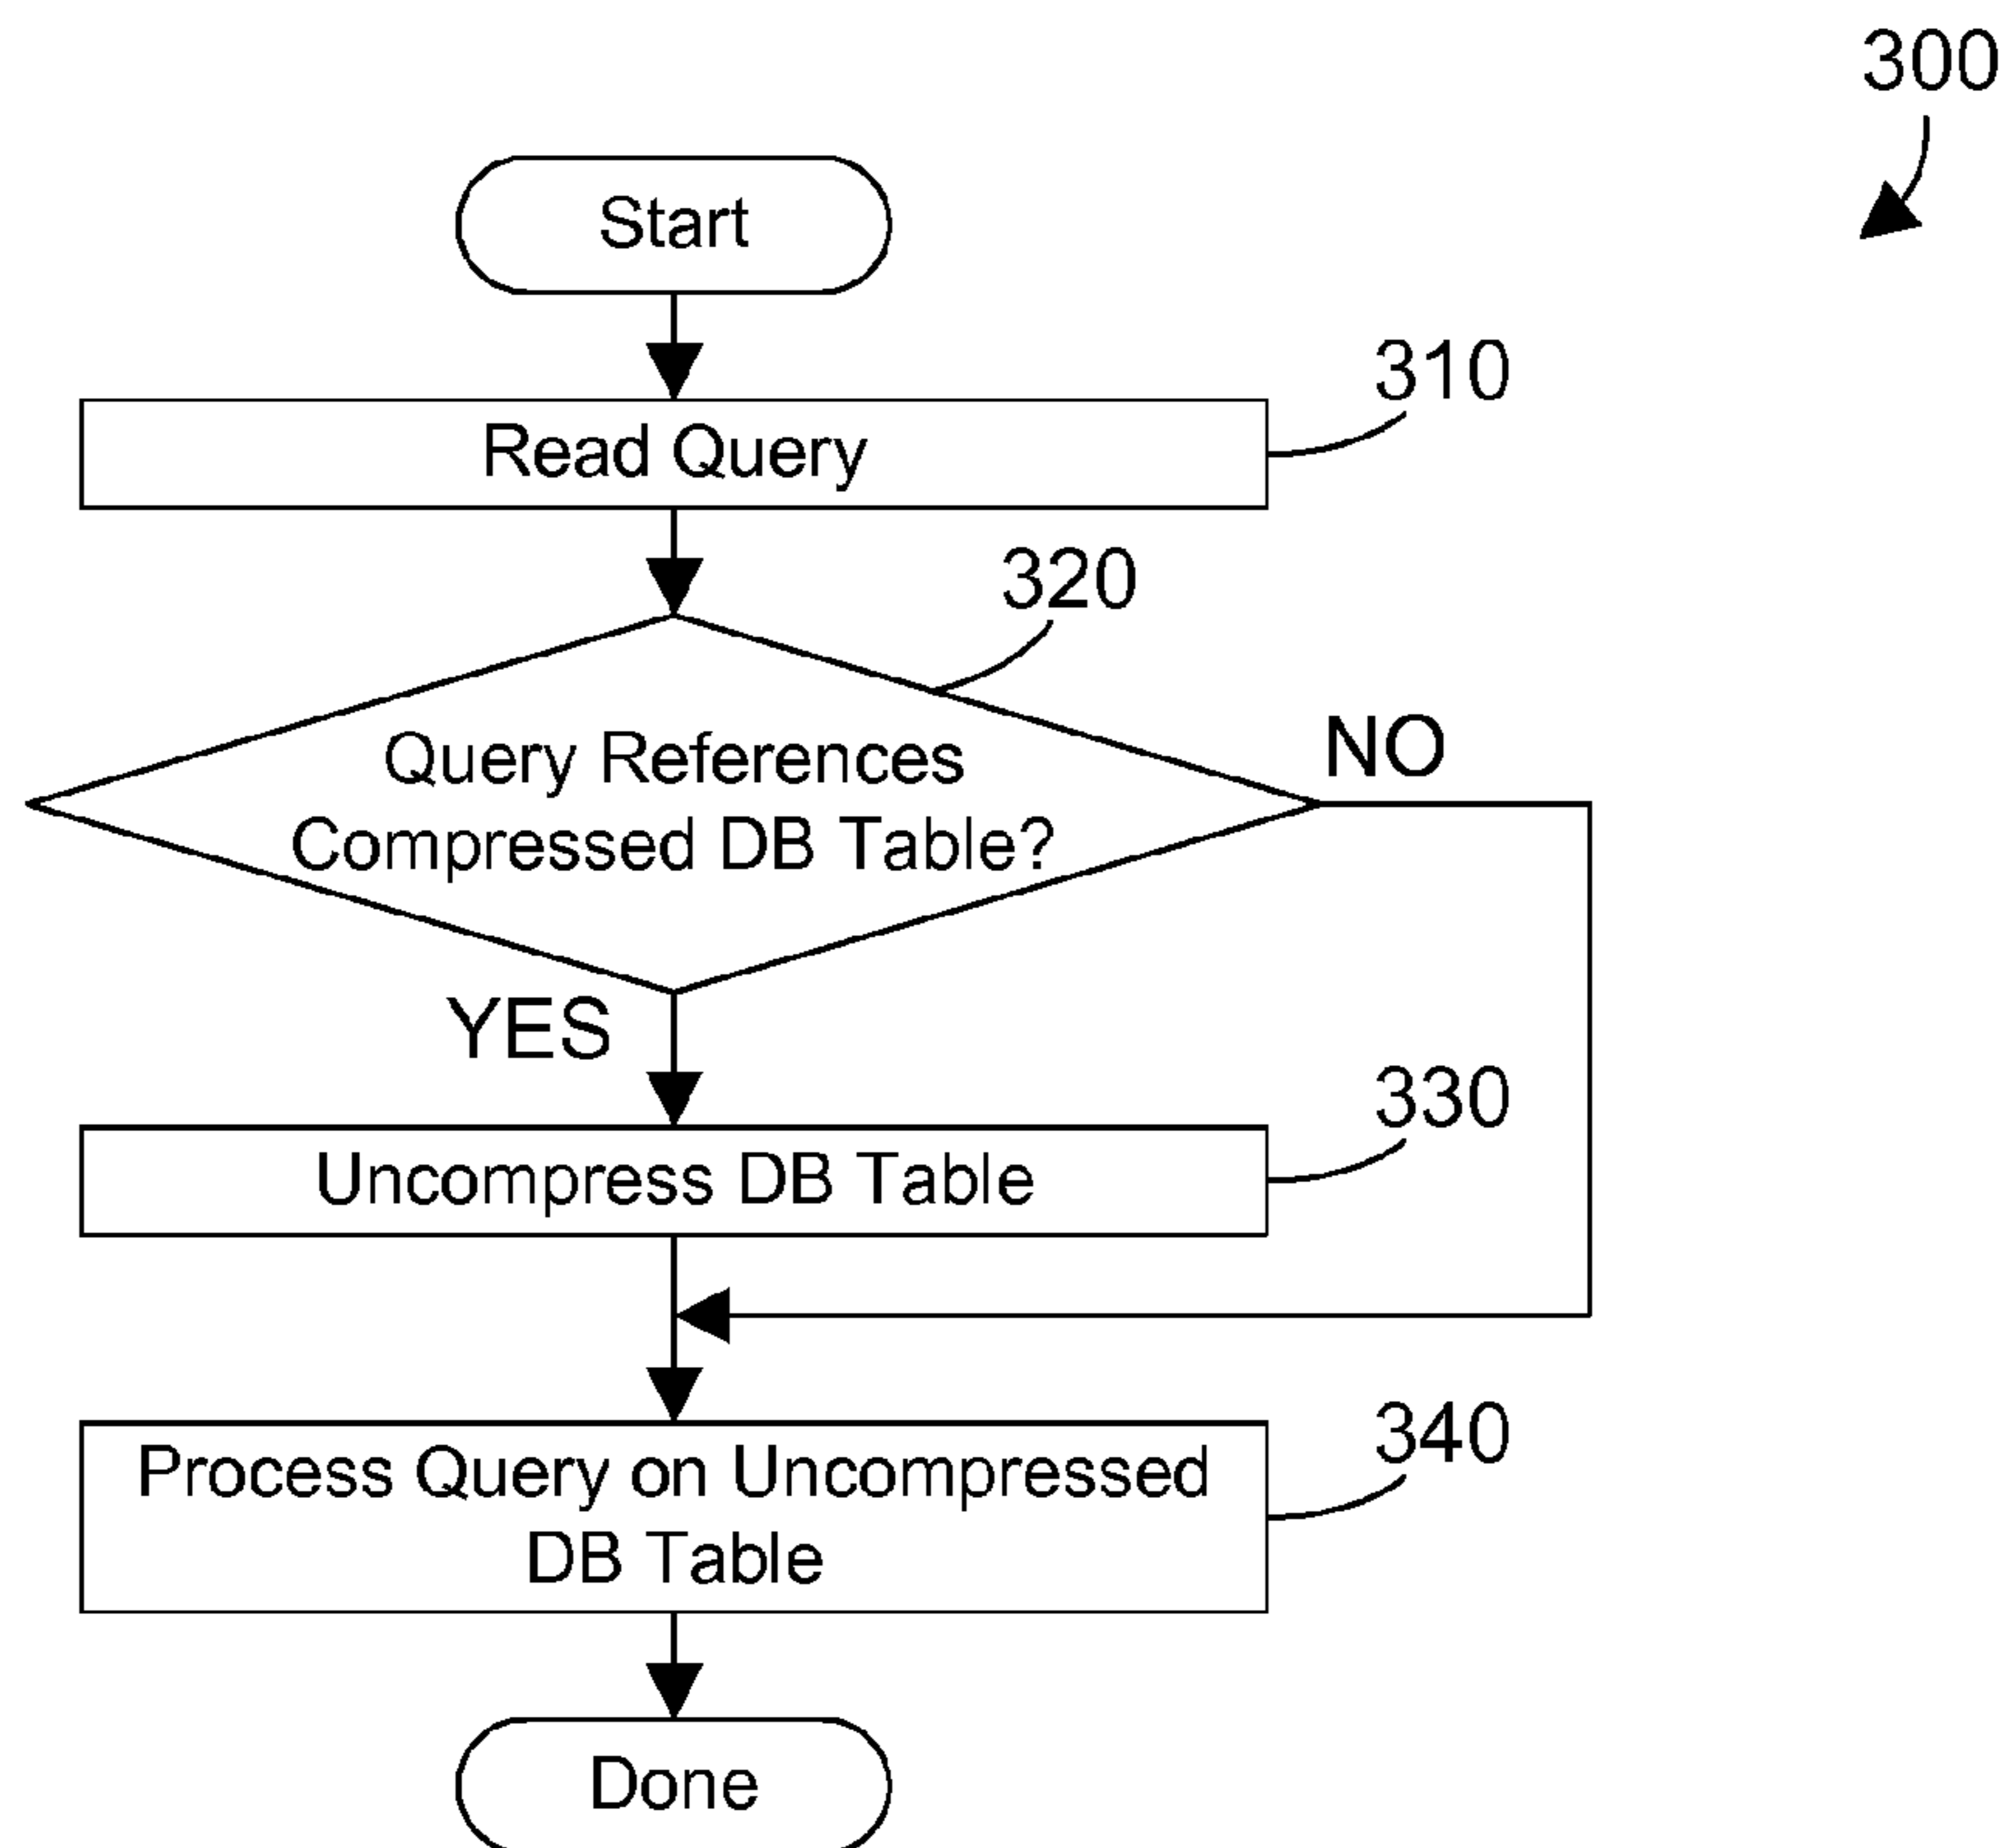 300
Start
310
Read Query
320
Query References
Compressed DB Table?
NO
YES
330
Uncompress DB Table
340
Process Query on Uncompressed
DB Table
Done